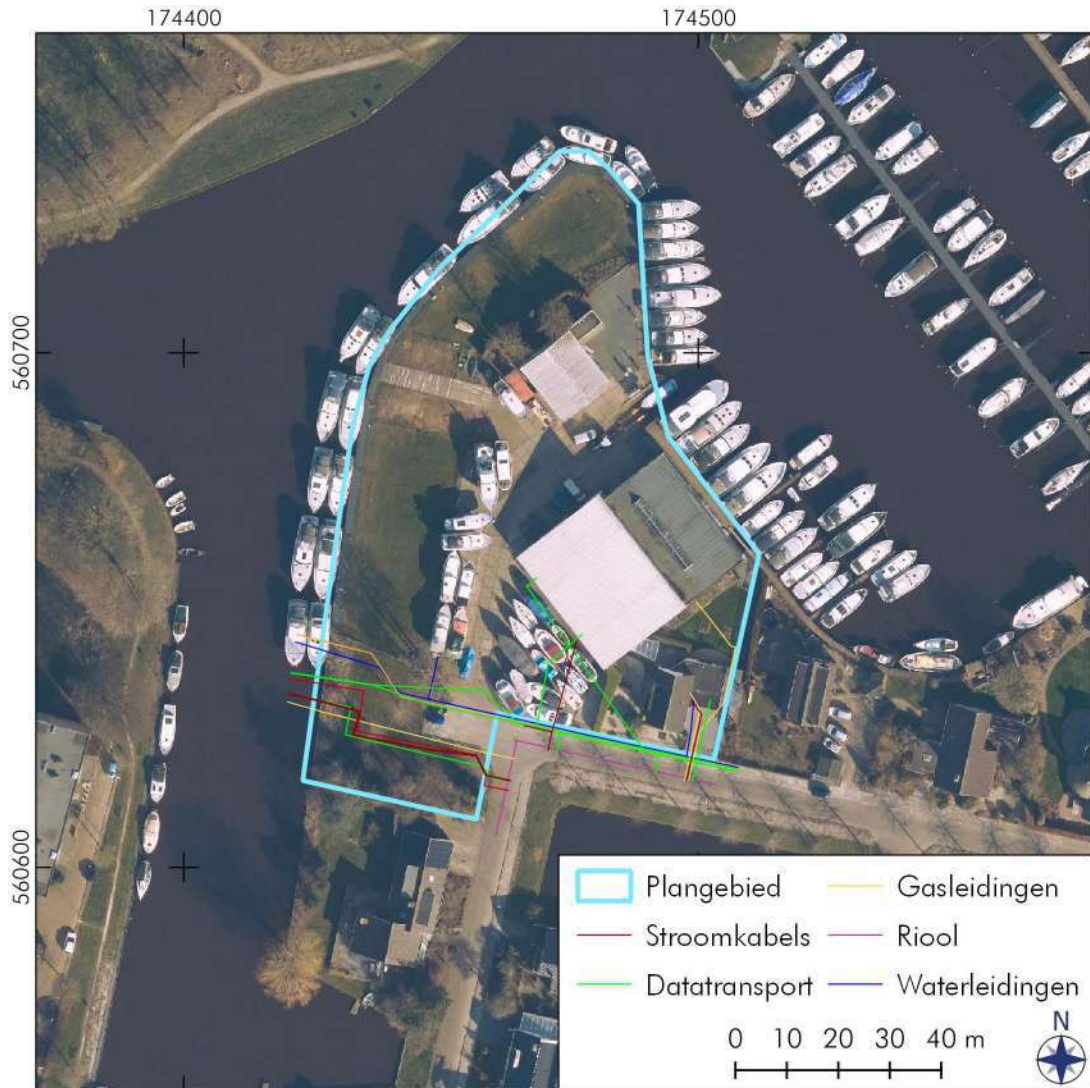 174400 174500
560700
560600
Plangebied Gasleidingen
Stroomkabels Riool
Datatransport Waterleidingen
0 10 20 30 40 m
N